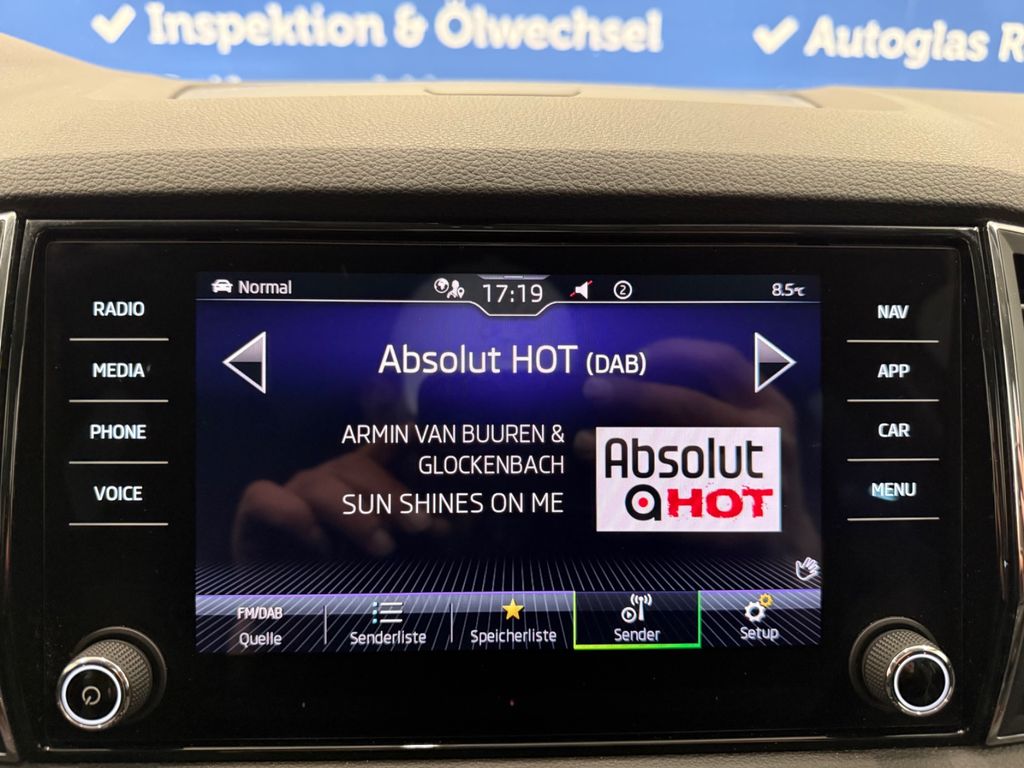 Inspektion & Ölwechsel
Autoglas R
RADIO
MEDIA
PHONE
VOICE
Normal
17:19
2
8.5°C
Absolut HOT (DAB)
ARMIN VAN BUUREN &
GLOCKENBACH
SUN SHINES ON ME
Absolut
HOT
FM/DAB
Quelle
Senderliste
Speicherliste
Sender
Setup
NAV
APP
CAR
MENU